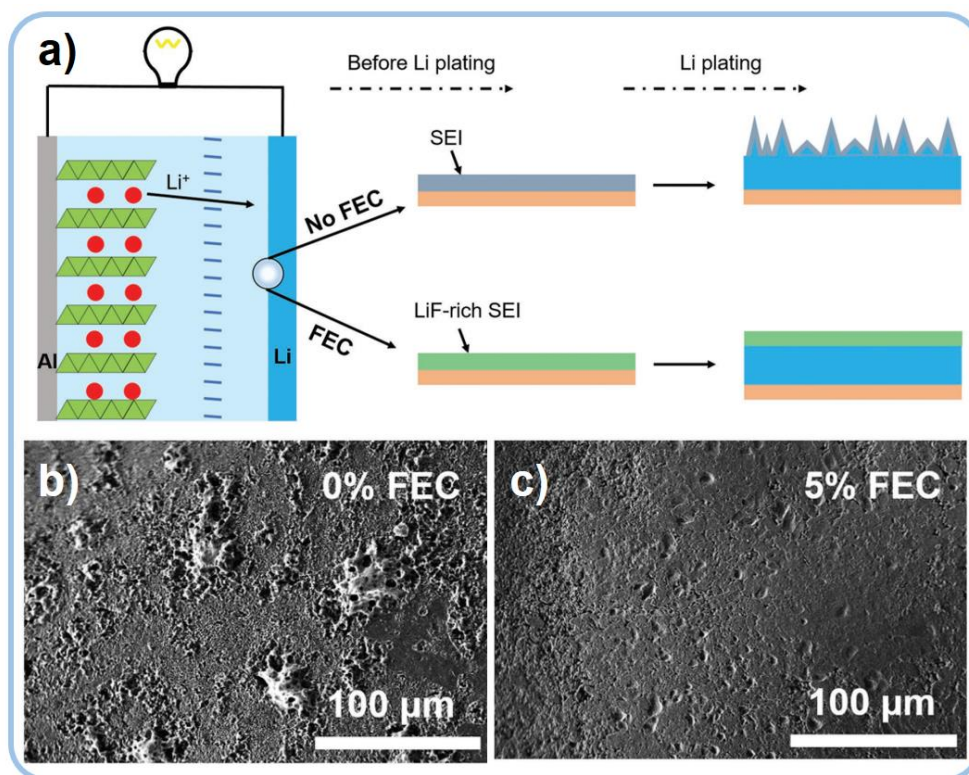 a)
Before Li plating
Li plating
SEI
Li⁺
No FEC
Al
Li
FEC
LiF-rich SEI
b)
0% FEC
100 µm
c)
5% FEC
100 µm